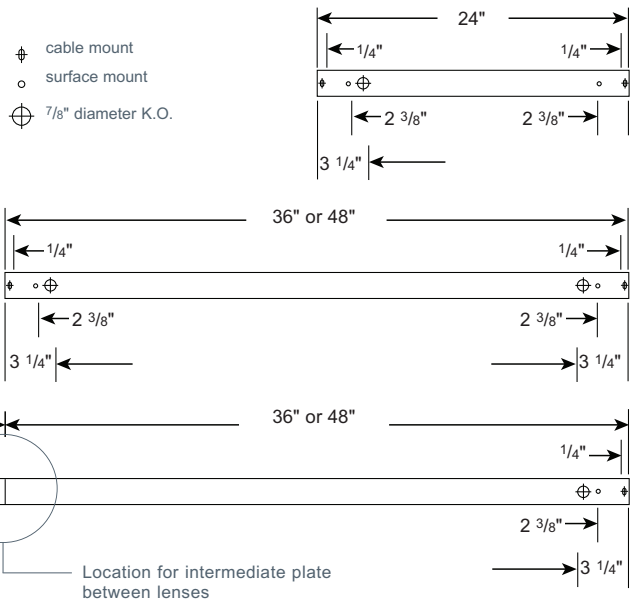 24"
cable mount
1/4" 1/4"
surface mount
7/8" diameter K.O.
2 3/8" 2 3/8"
3 1/4"
36" or 48"
1/4" 1/4"
2 3/8" 2 3/8"
3 1/4" 3 1/4"
36" or 48"
1/4"
2 3/8"
3 1/4"
Location for intermediate plate
between lenses